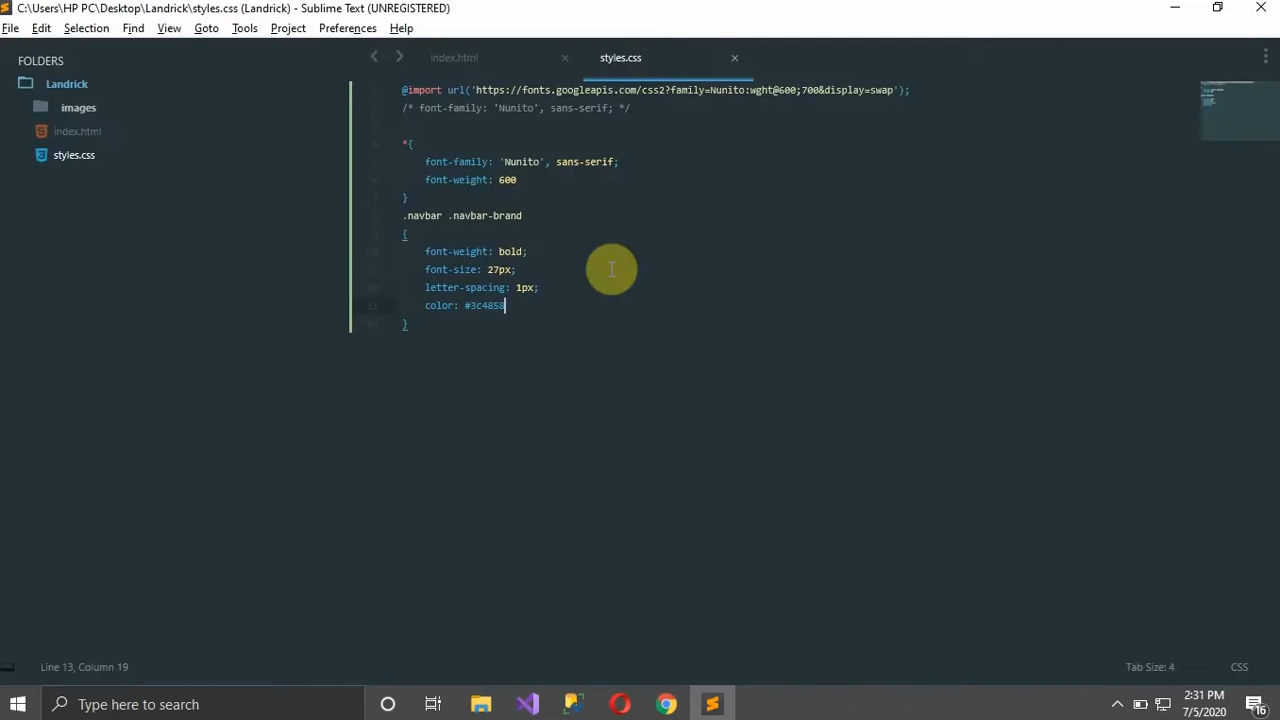 C:\Users\HP PC\Desktop\Landrick\styles.css (Landrick) - Sublime Text (UNREGISTERED)
File Edit Selection Find View Goto Tools Project Preferences Help
FOLDERS
Landrick
images
index.html
styles.css
index.html
styles.css
@import url('https://fonts.googleapis.com/css2?family=Nunito:wght@600;700&display=swap');
/* font-family: 'Nunito', sans-serif; */
*{
font-family: 'Nunito', sans-serif;
font-weight: 600
}
.navbar .navbar-brand
{
font-weight: bold;
font-size: 27px;
letter-spacing: 1px;
color: #3c4858
}
Line 13, Column 19
Tab Size: 4
CSS
Type here to search
2:31 PM
7/5/2020
16